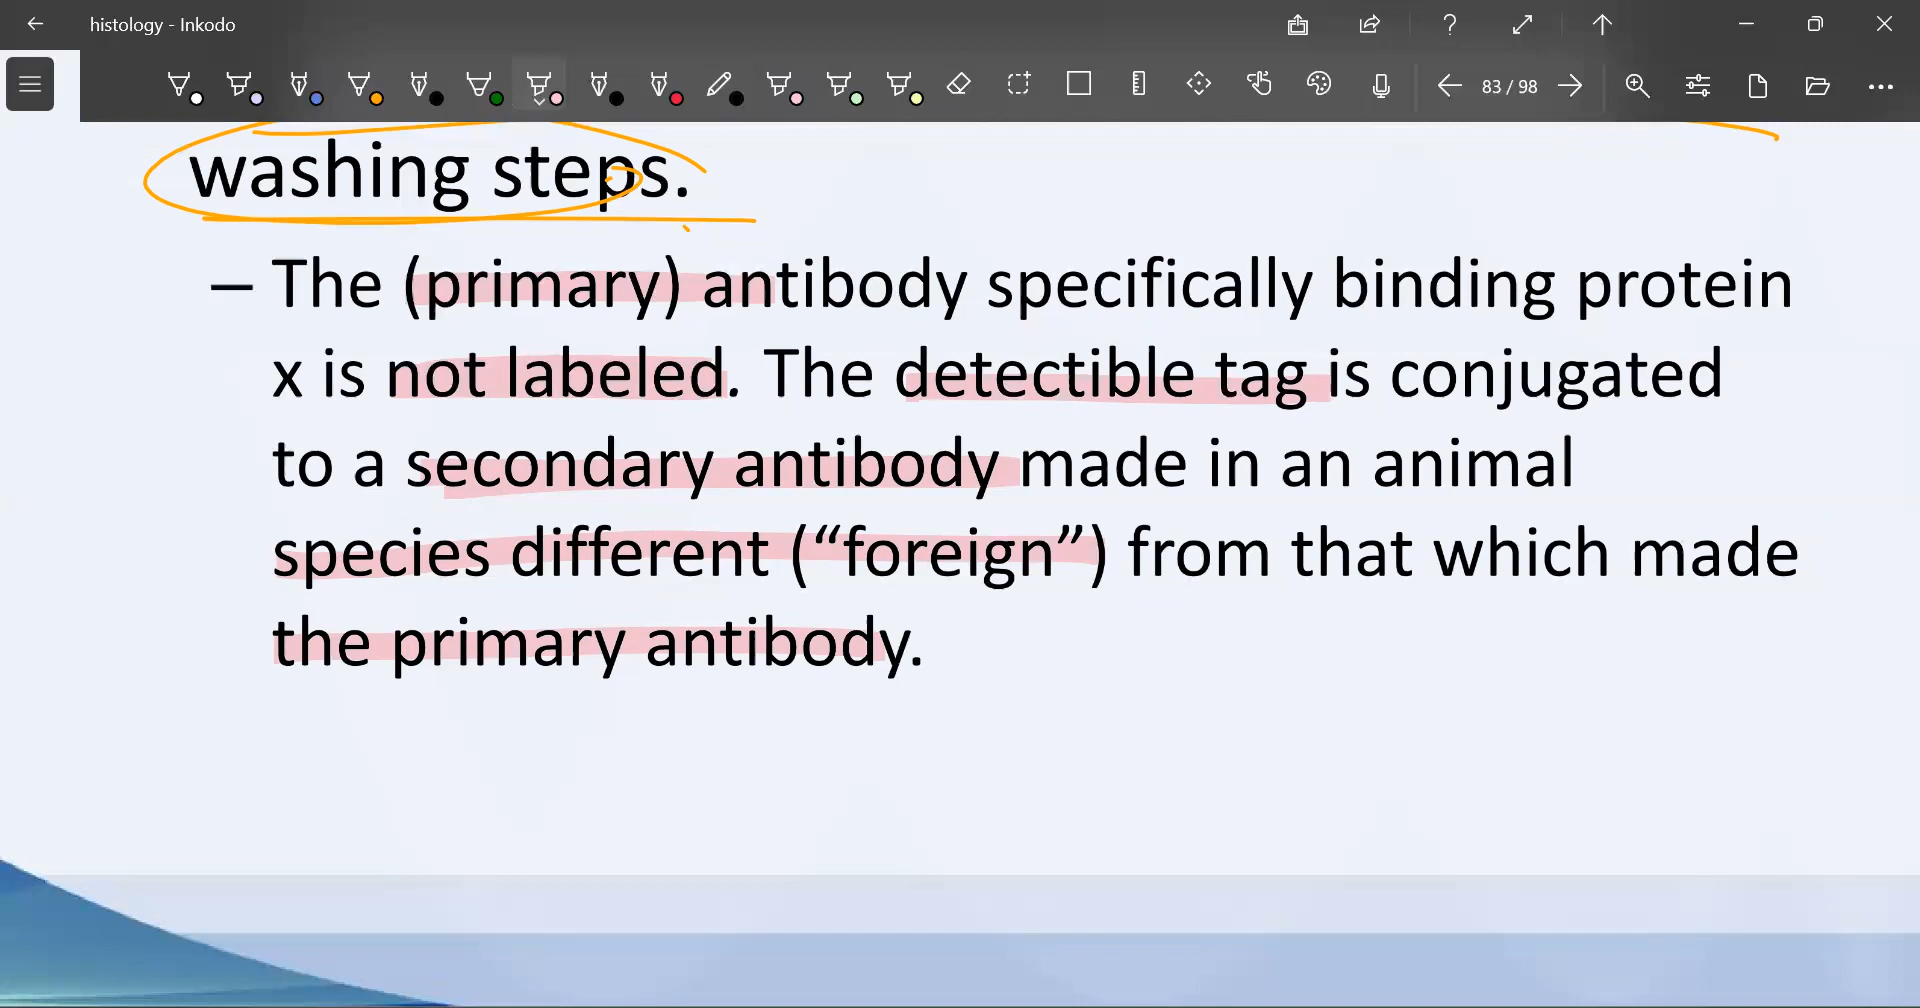 histology - Inkodo
83 / 98
washing steps.
– The (primary) antibody specifically binding protein
x is not labeled. The detectible tag is conjugated
to a secondary antibody made in an animal
species different (“foreign”) from that which made
the primary antibody.